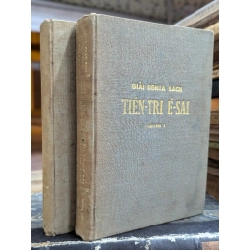 GIẢI NGHĨA SÁCH
TIÊN-TRI Ê-SAI